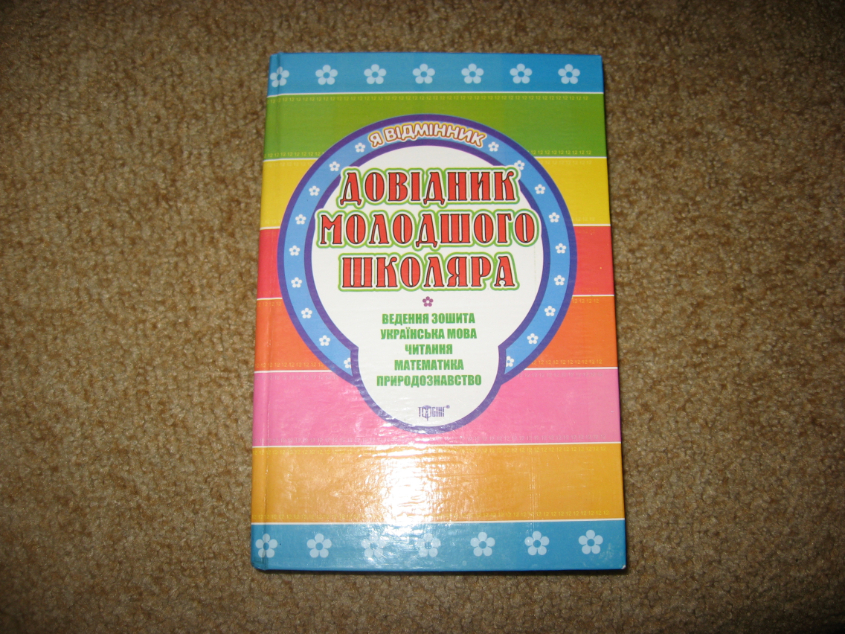 Я ВІДМІННИК
ДОВІДНИК
МОЛОДШОГО
ШКОЛЯРА
ВЕДЕННЯ ЗОШИТА
УКРАЇНСЬКА МОВА
ЧИТАННЯ
МАТЕМАТИКА
ПРИРОДОЗНАВСТВО